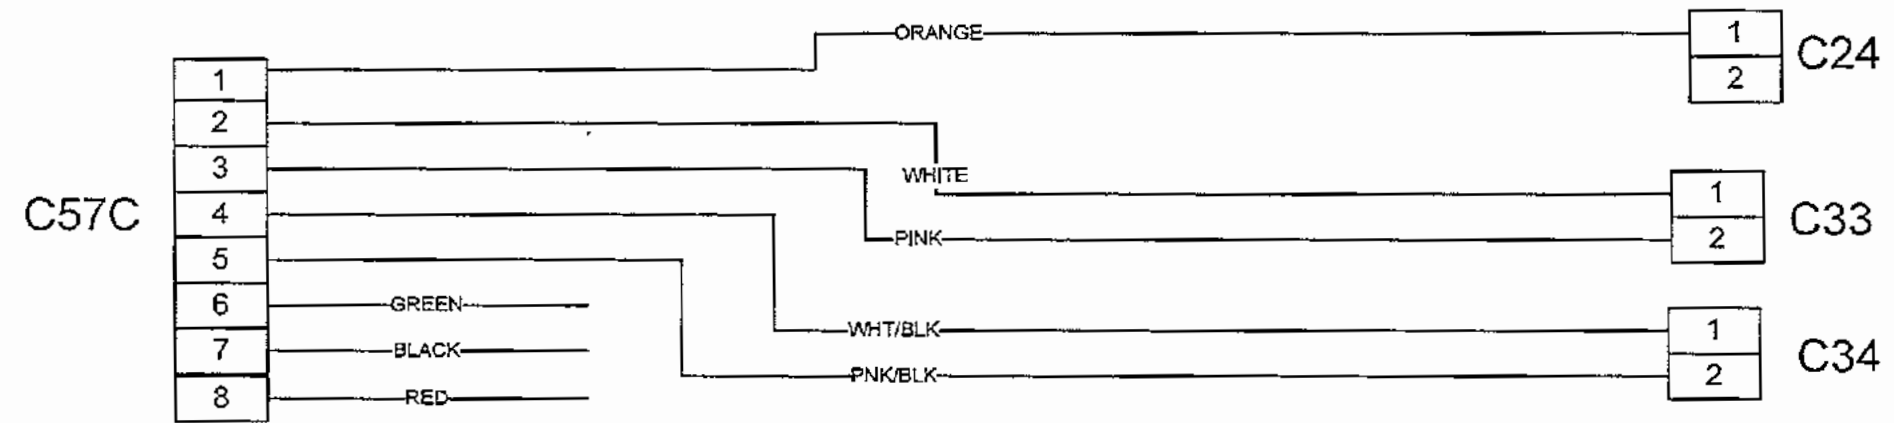 ORANGE
1
2
C24
1
2
3
4
5
6
7
8
C57C
WHITE
PINK
1
2
C33
GREEN
BLACK
RED
WHT/BLK
PNK/BLK
1
2
C34